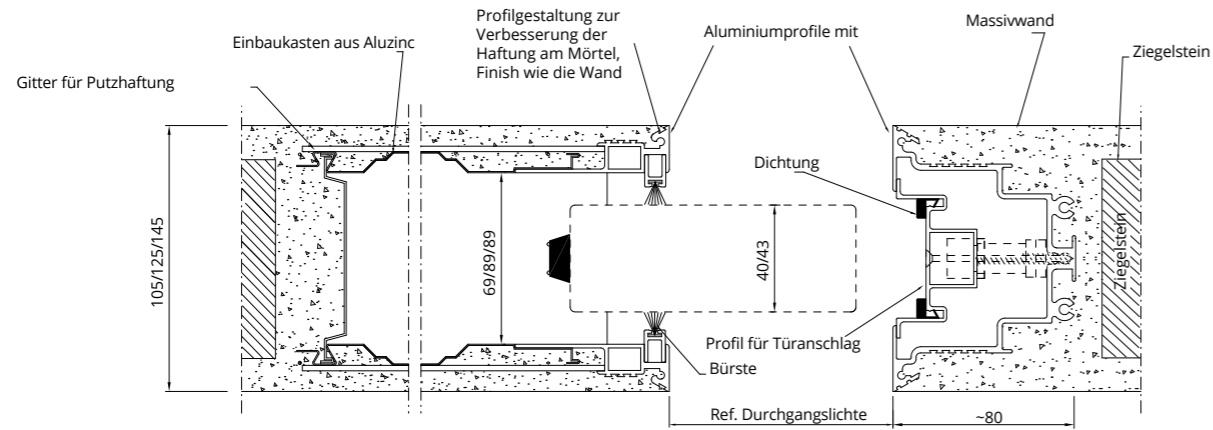 Profilgestaltung zur
Verbesserung der
Haftung am Mörtel,
Finish wie die Wand
Massivwand
Aluminiumprofile mit
Einbaukasten aus Aluzinc
Ziegelstein
Gitter für Putzhaftung
Dichtung
105/125/145
69/89/89
40/43
Ziegelstein
Profil für Türanschlag
Bürste
Ref. Durchgangslichte
~80